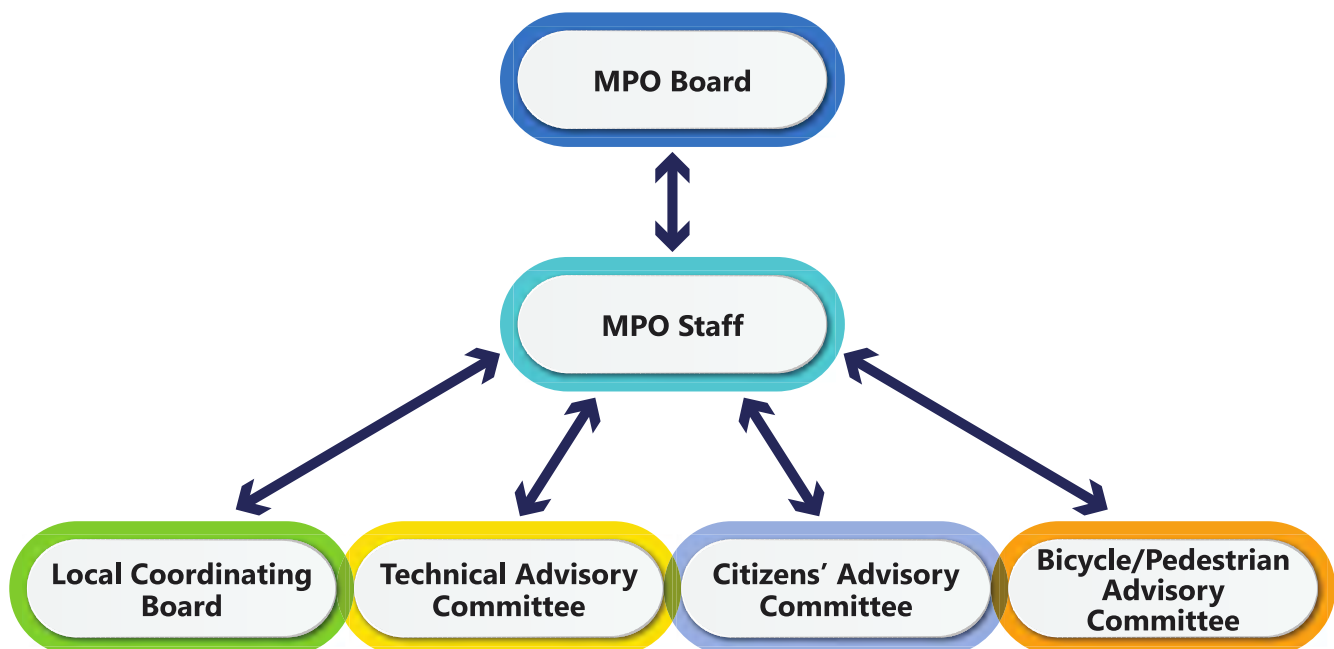 MPO Board
MPO Staff
Local Coordinating
Board
Technical Advisory
Committee
Citizens’ Advisory
Committee
Bicycle/Pedestrian
Advisory
Committee